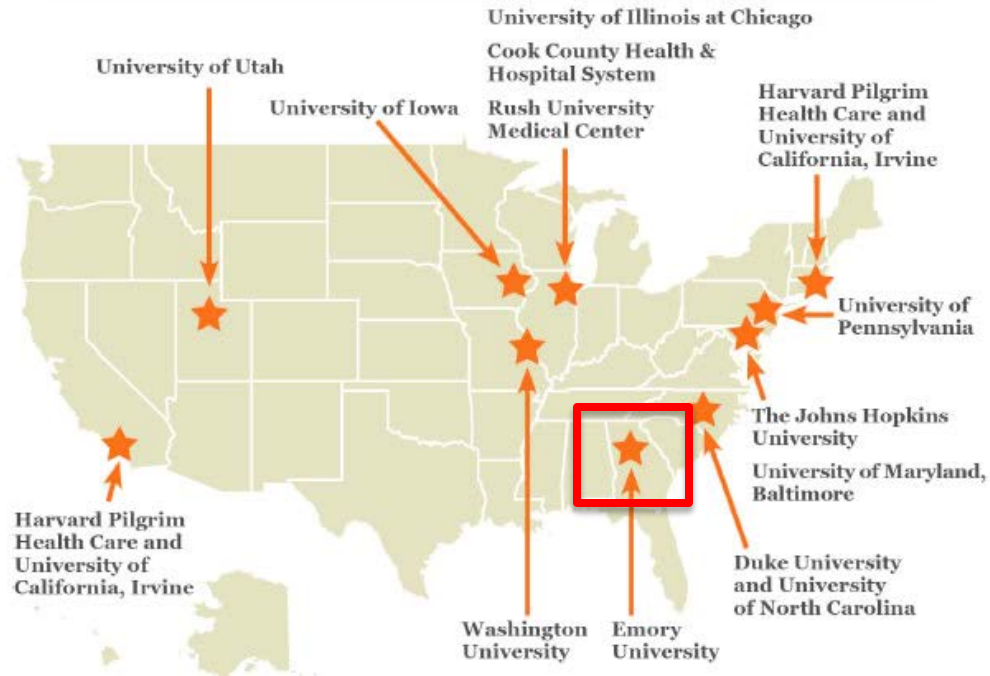 University of Illinois at Chicago
Cook County Health &
Hospital System
Rush University
Medical Center
University of Utah
University of Iowa
Harvard Pilgrim
Health Care and
University of
California, Irvine
University of
Pennsylvania
The Johns Hopkins
University
University of Maryland,
Baltimore
Duke University
and University
of North Carolina
Emory
University
Washington
University
Harvard Pilgrim
Health Care and
University of
California, Irvine